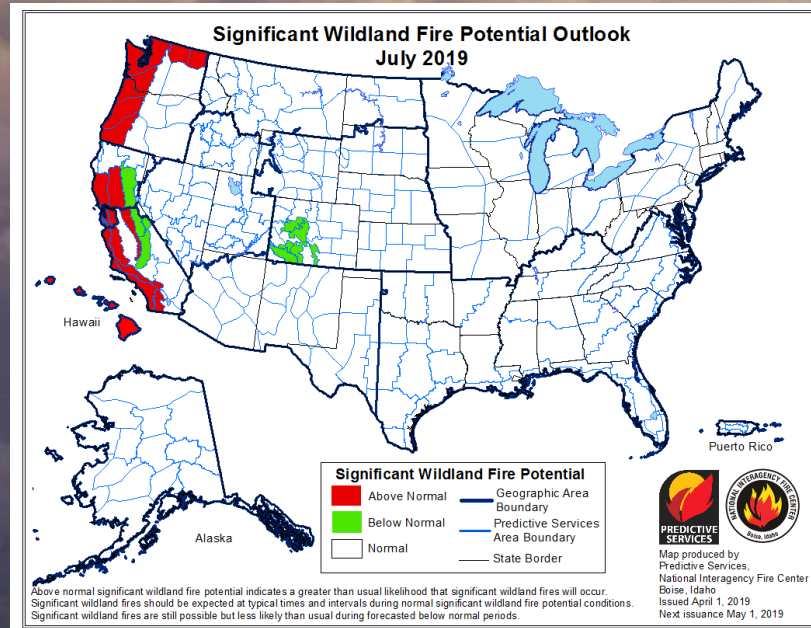 Significant Wildland Fire Potential Outlook
July 2019
Hawaii
Alaska
Puerto Rico
Significant Wildland Fire Potential
Above Normal
Below Normal
Normal
Geographic Area
Boundary
Predictive Services
Area Boundary
State Border
PREDICTIVE
SERVICES
NATIONAL INTERAGENCY FIRE CENTER
Boise, Idaho
Map produced by
Predictive Services,
National Interagency Fire Center
Boise, Idaho
Issued April 1, 2019
Next issuance May 1, 2019
Above normal significant wildland fire potential indicates a greater than usual likelihood that significant wildland fires will occur.
Significant wildland fires should be expected at typical times and intervals during normal significant wildland fire potential conditions.
Significant wildland fires are still possible but less likely than usual during forecasted below normal periods.